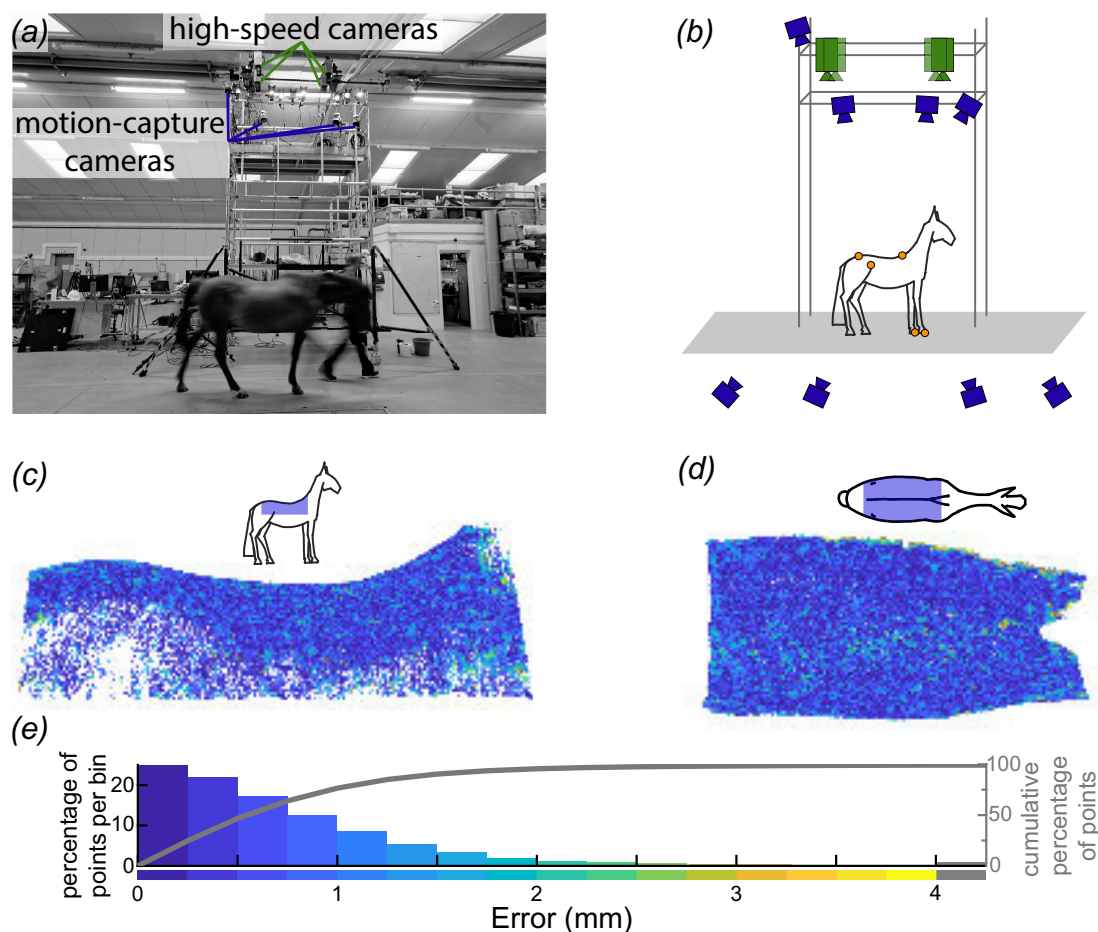 (a)
high-speed cameras
motion-capture
cameras
(b)
(c)
(d)
(e)
percentage of
points per bin
20
10
0
100
50
0
cumulative
percentage
of points
0
1
2
3
4
Error (mm)